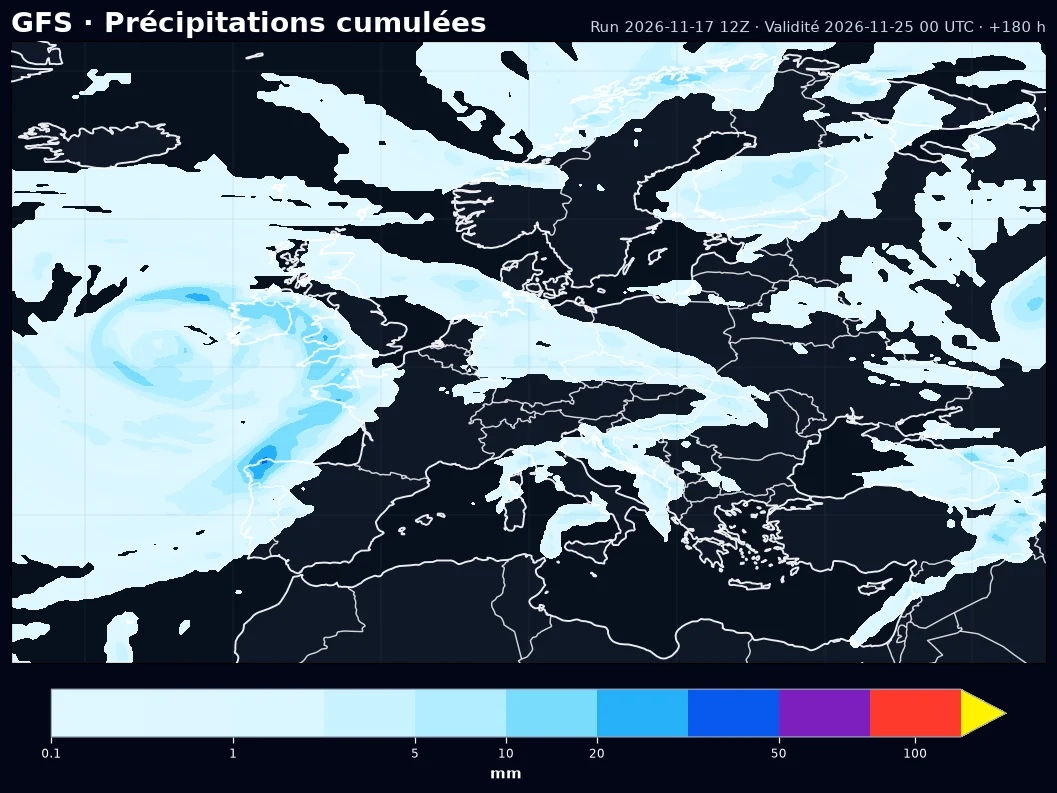 GFS · Précipitations cumulées
Run 2026-11-17 12Z · Validité 2026-11-25 00 UTC · +180 h
0.1 1 5 10 20 50 100
mm